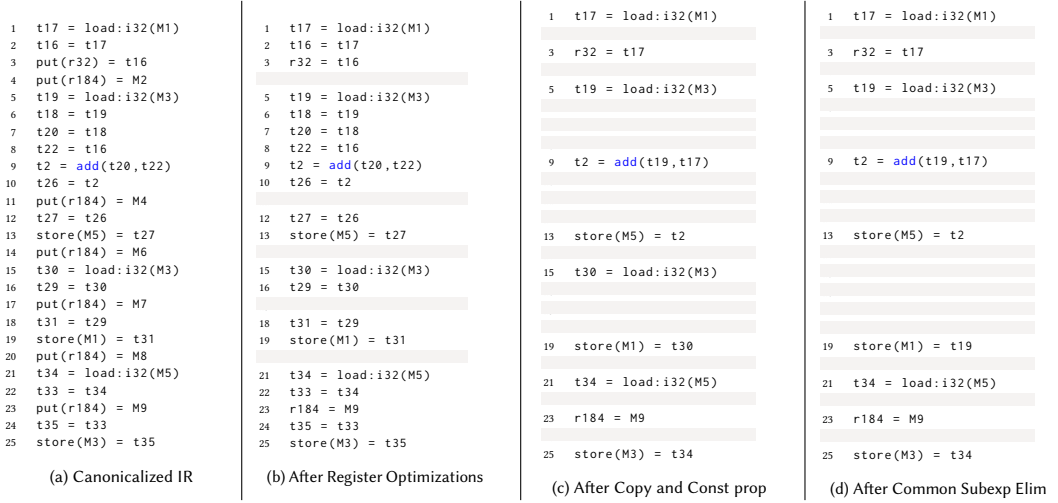 1 t17 = load:i32(M1)
2 t16 = t17
3 put(r32) = t16
4 put(r184) = M2
5 t19 = load:i32(M3)
6 t18 = t19
7 t20 = t18
8 t22 = t16
9 t2 = add(t20,t22)
10 t26 = t2
11 put(r184) = M4
12 t27 = t26
13 store(M5) = t27
14 put(r184) = M6
15 t30 = load:i32(M3)
16 t29 = t30
17 put(r184) = M7
18 t31 = t29
19 store(M1) = t31
20 put(r184) = M8
21 t34 = load:i32(M5)
22 t33 = t34
23 put(r184) = M9
24 t35 = t33
25 store(M3) = t35
(a) Canonicalized IR
1 t17 = load:i32(M1)
2 t16 = t17
3 r32 = t16
5 t19 = load:i32(M3)
6 t18 = t19
7 t20 = t18
8 t22 = t16
9 t2 = add(t20,t22)
10 t26 = t2
12 t27 = t26
13 store(M5) = t27
15 t30 = load:i32(M3)
16 t29 = t30
18 t31 = t29
19 store(M1) = t31
21 t34 = load:i32(M5)
22 t33 = t34
23 r184 = M9
24 t35 = t33
25 store(M3) = t35
(b) After Register Optimizations
1 t17 = load:i32(M1)
3 r32 = t17
5 t19 = load:i32(M3)
9 t2 = add(t19,t17)
13 store(M5) = t2
15 t30 = load:i32(M3)
19 store(M1) = t30
21 t34 = load:i32(M5)
23 r184 = M9
25 store(M3) = t34
(c) After Copy and Const prop
1 t17 = load:i32(M1)
3 r32 = t17
5 t19 = load:i32(M3)
9 t2 = add(t19,t17)
13 store(M5) = t2
19 store(M1) = t19
21 t34 = load:i32(M5)
23 r184 = M9
25 store(M3) = t34
(d) After Common Subexp Elim